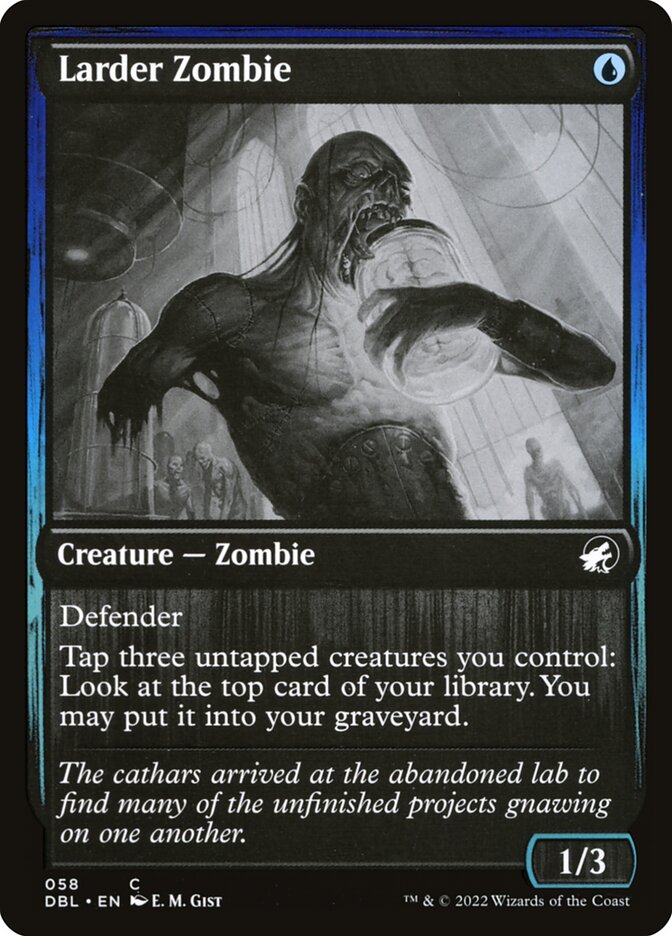 Larder Zombie
Creature — Zombie
Defender
Tap three untapped creatures you control:
Look at the top card of your library. You
may put it into your graveyard.
The cathars arrived at the abandoned lab to
find many of the unfinished projects gnawing
on one another.
1/3
058 C
DBL • EN E. M. Gist
™ & © 2022 Wizards of the Coast